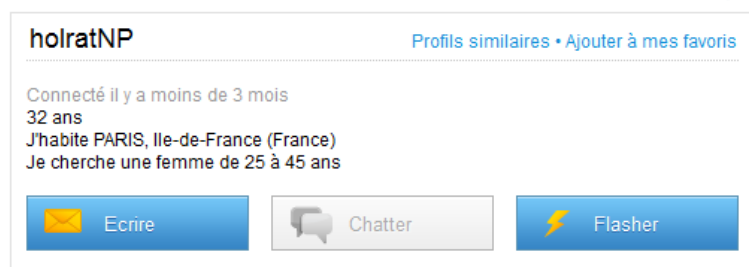 holratNP
Profils similaires • Ajouter à mes favoris
Connecté il y a moins de 3 mois
32 ans
J'habite PARIS, Ile-de-France (France)
Je cherche une femme de 25 à 45 ans
Ecrire
Chatter
Flasher